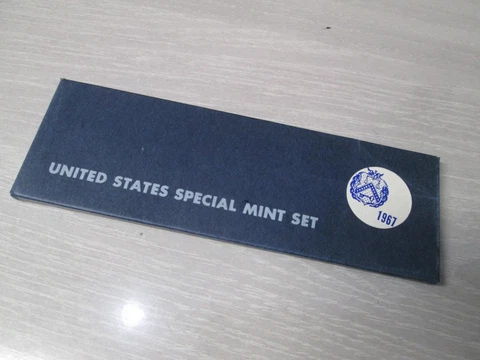 UNITED STATES SPECIAL MINT SET
1967